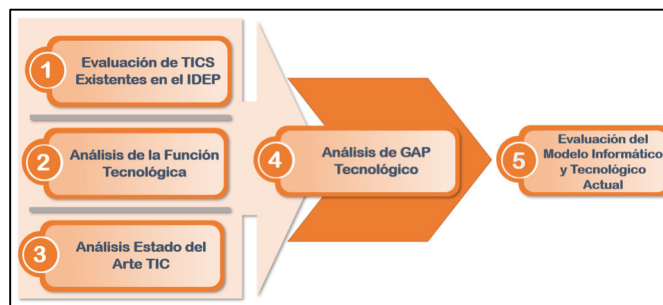 1
Evaluación de TICS
Existentes en el IDEP
2
Análisis de la Función
Tecnológica
3
Análisis Estado del
Arte TIC
4
Análisis de GAP
Tecnológico
5
Evaluación del
Modelo Informático
y Tecnológico
Actual